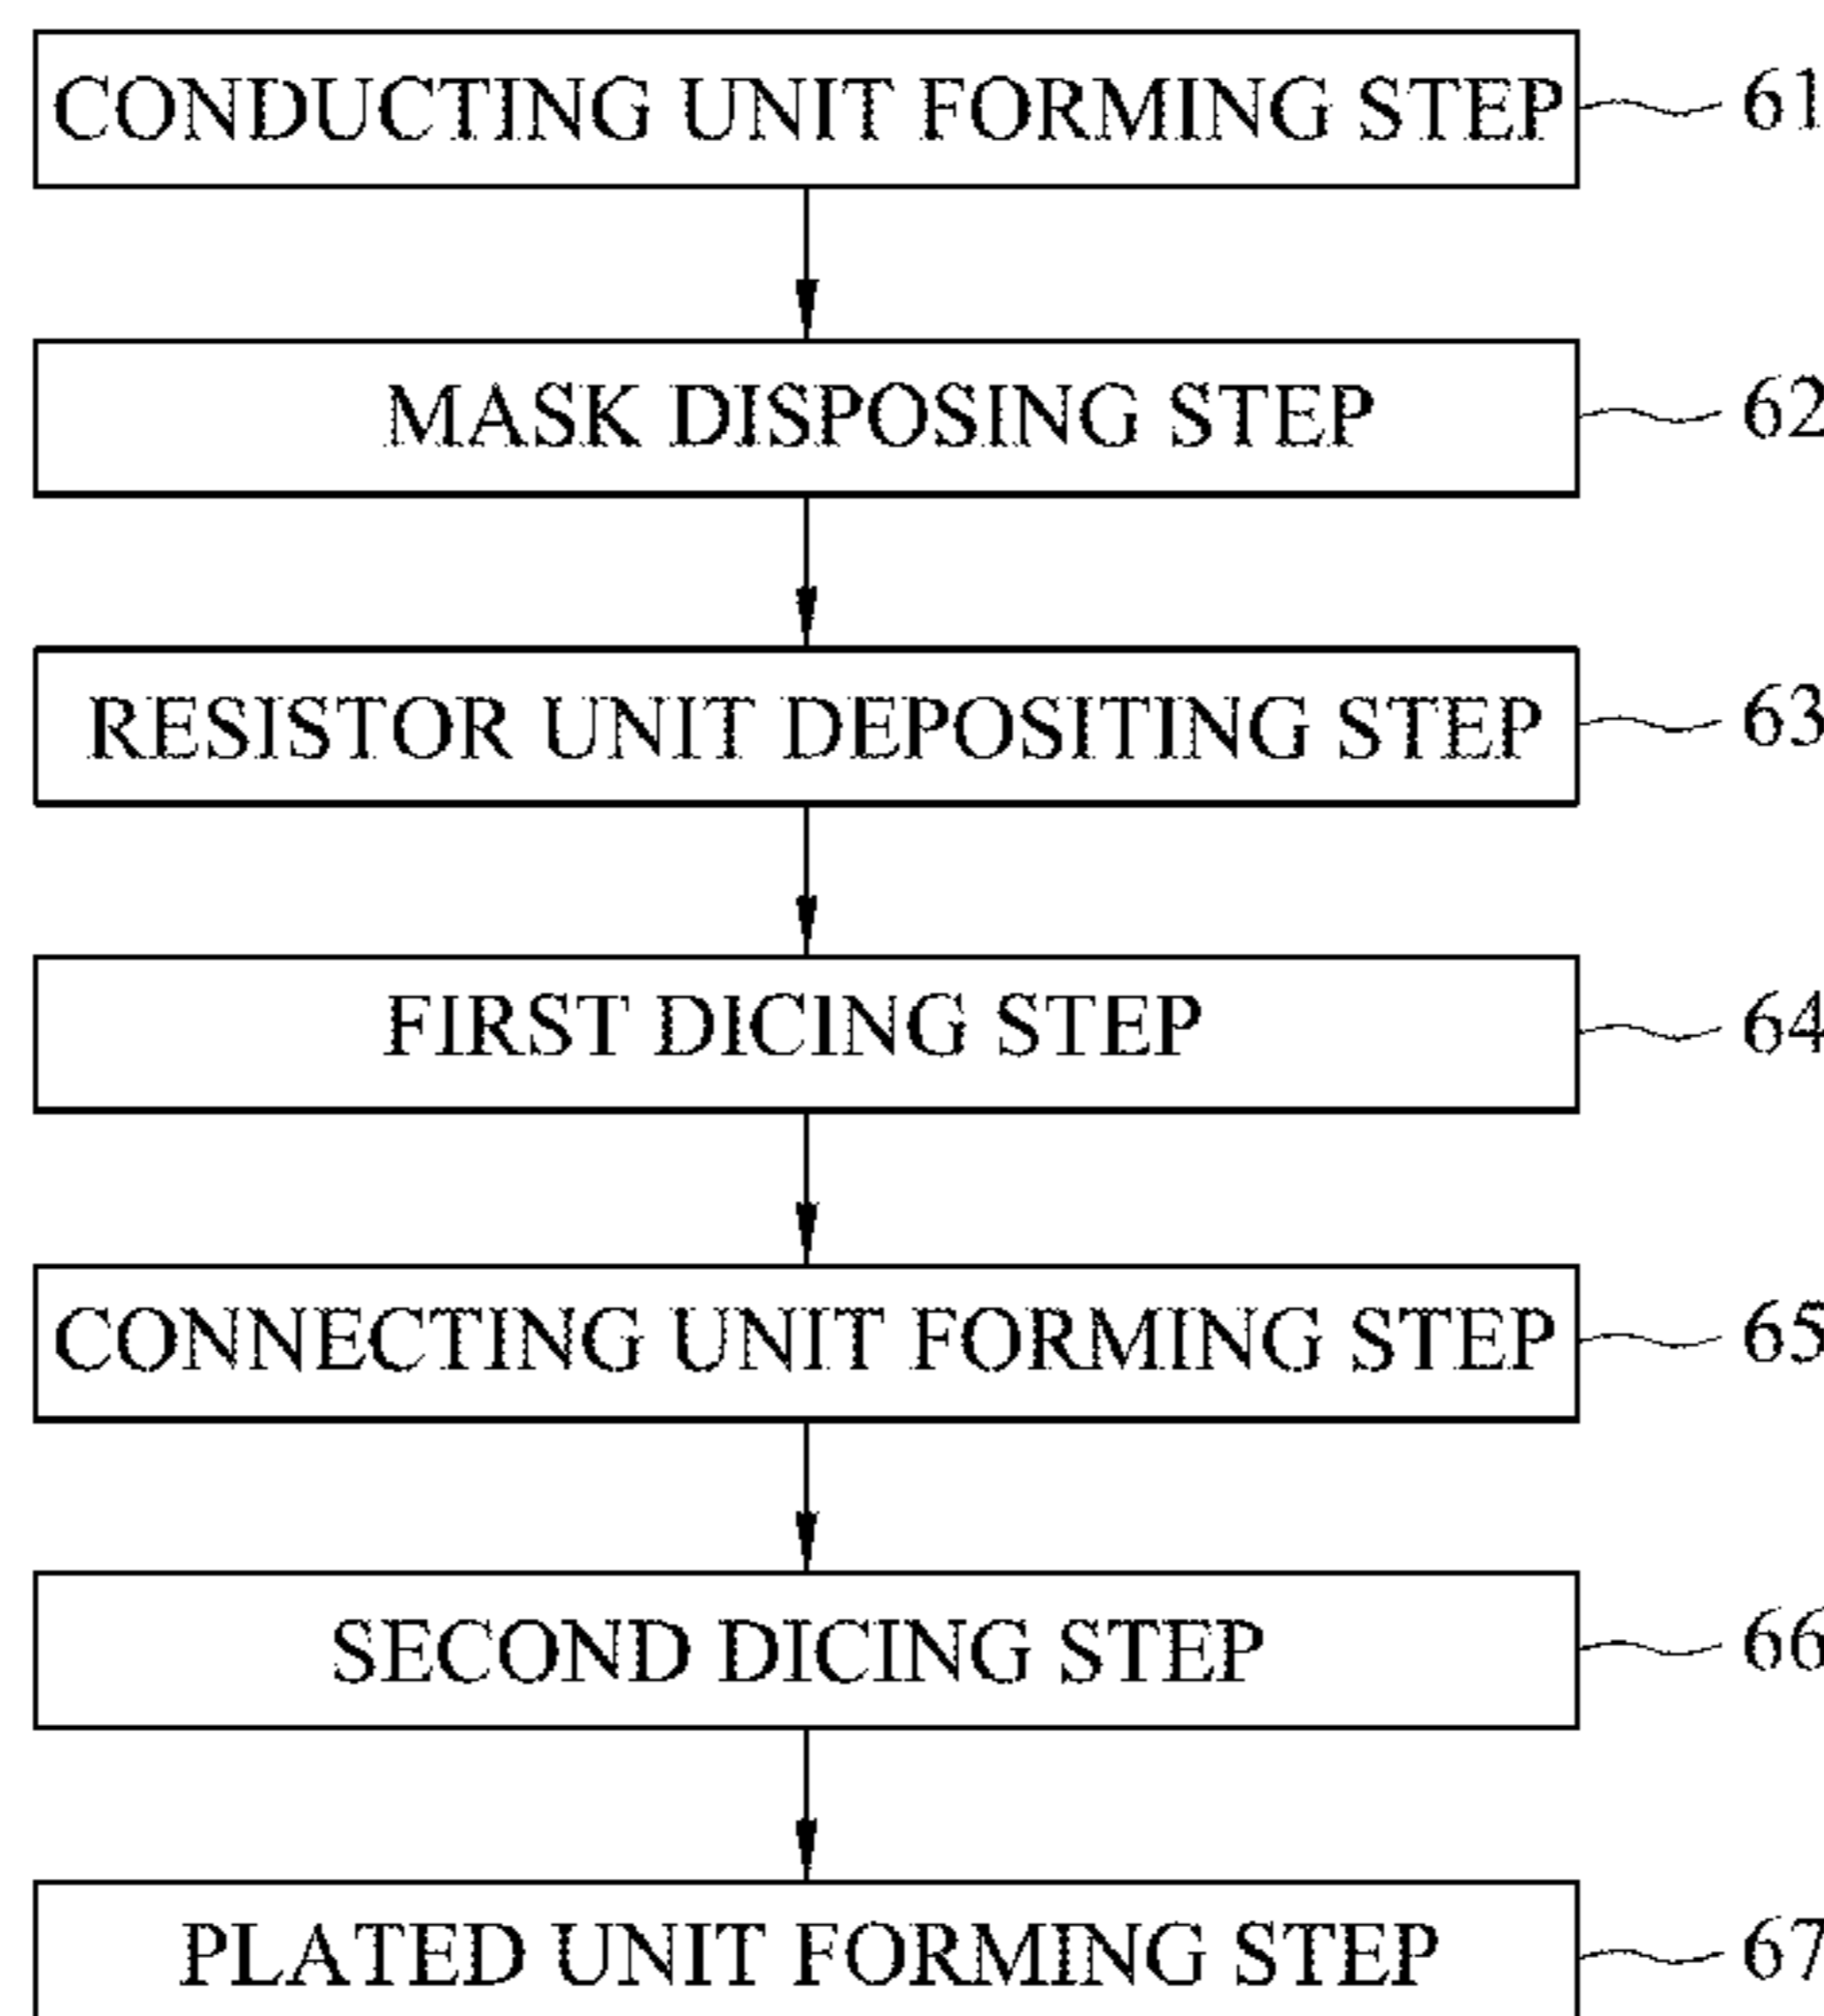 CONDUCTING UNIT FORMING STEP 61
MASK DISPOSING STEP 62
RESISTOR UNIT DEPOSITING STEP 63
FIRST DICING STEP 64
CONNECTING UNIT FORMING STEP 65
SECOND DICING STEP 66
PLATED UNIT FORMING STEP 67